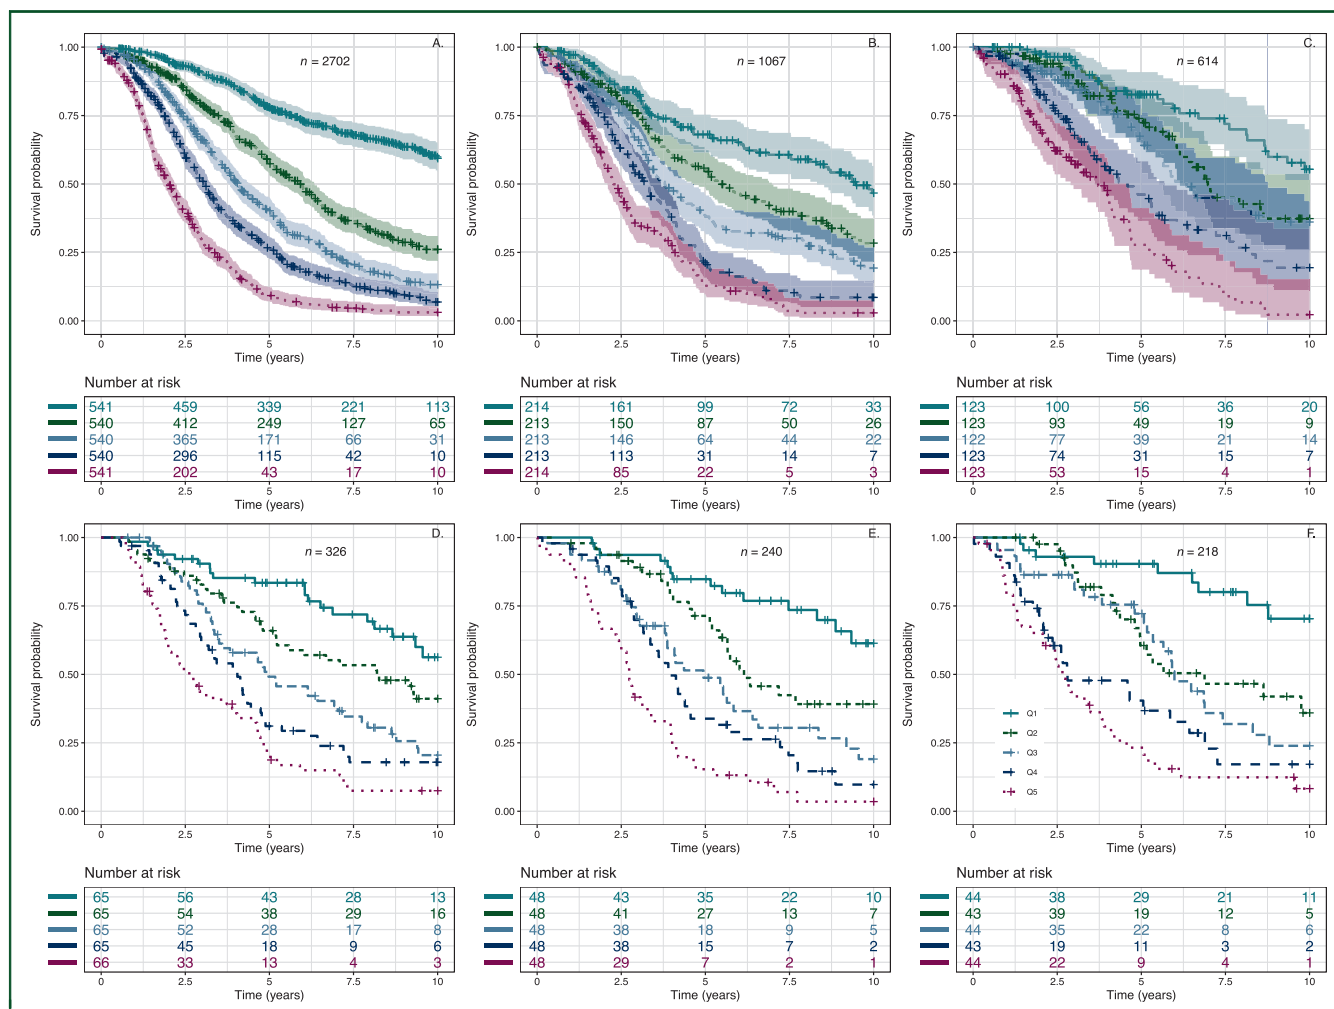 A.
n = 2702
1.00
0.75
0.50
0.25
0.00
Survival probability
0 2.5 5 7.5 10
Time (years)
Number at risk
541 459 339 221 113
540 412 249 127 65
540 365 171 66 31
540 296 115 42 10
541 202 43 17 10
0 2.5 5 7.5 10
Time (years)
B.
n = 1067
1.00
0.75
0.50
0.25
0.00
Survival probability
0 2.5 5 7.5 10
Time (years)
Number at risk
214 161 99 72 33
213 150 87 50 26
213 146 64 44 22
213 113 31 14 7
214 85 22 5 3
0 2.5 5 7.5 10
Time (years)
C.
n = 614
1.00
0.75
0.50
0.25
0.00
Survival probability
0 2.5 5 7.5 10
Time (years)
Number at risk
123 100 56 36 20
123 93 49 19 9
122 77 39 21 14
123 74 31 15 7
123 53 15 4 1
0 2.5 5 7.5 10
Time (years)
D.
n = 326
1.00
0.75
0.50
0.25
0.00
Survival probability
0 2.5 5 7.5 10
Time (years)
Number at risk
65 56 43 28 13
65 54 38 29 16
65 52 28 17 8
65 45 18 9 6
66 33 13 4 3
0 2.5 5 7.5 10
Time (years)
E.
n = 240
1.00
0.75
0.50
0.25
0.00
Survival probability
0 2.5 5 7.5 10
Time (years)
Number at risk
48 43 35 22 10
48 41 27 13 7
48 38 18 9 5
48 38 15 7 2
48 29 7 2 1
0 2.5 5 7.5 10
Time (years)
F.
n = 218
1.00
0.75
0.50
0.25
0.00
Survival probability
Q1
Q2
Q3
Q4
Q5
0 2.5 5 7.5 10
Time (years)
Number at risk
44 38 29 21 11
43 39 19 12 5
44 35 22 8 6
43 19 11 3 2
44 22 9 4 1
0 2.5 5 7.5 10
Time (years)